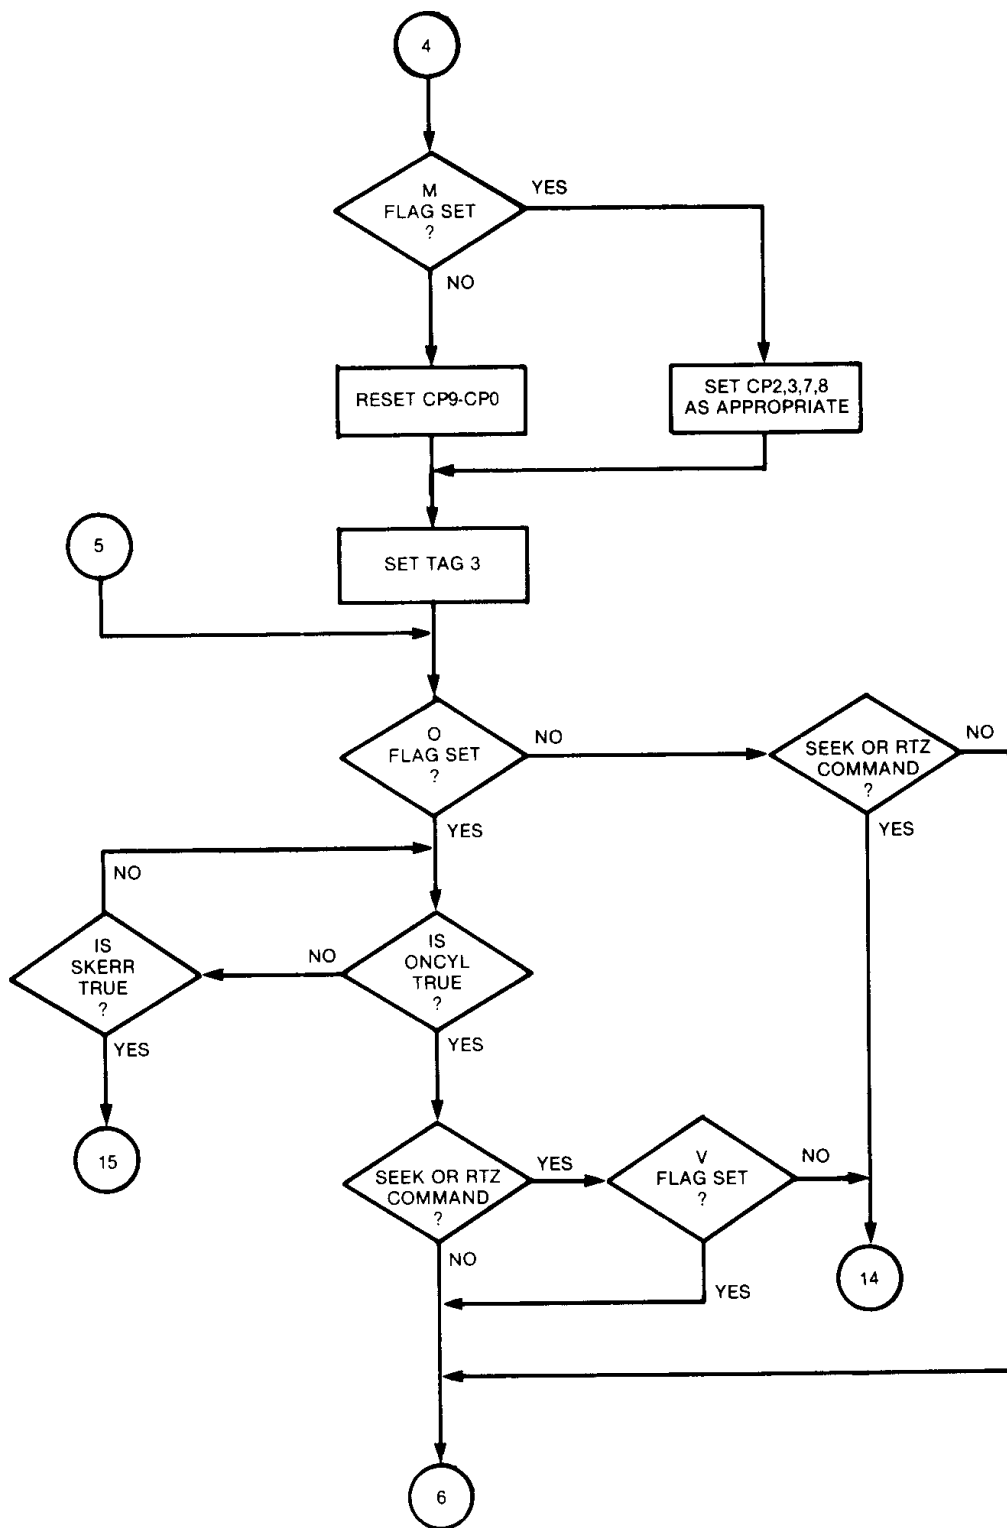 4
M
FLAG SET
?
YES
NO
RESET CP9-CP0
SET CP2,3,7,8
AS APPROPRIATE
5
SET TAG 3
O
FLAG SET
?
NO
YES
SEEK OR RTZ
COMMAND
?
NO
YES
NO
IS
SKERR
TRUE
?
YES
NO
IS
ONCYL
TRUE
?
YES
15
SEEK OR RTZ
COMMAND
?
YES
NO
V
FLAG SET
?
NO
YES
14
6